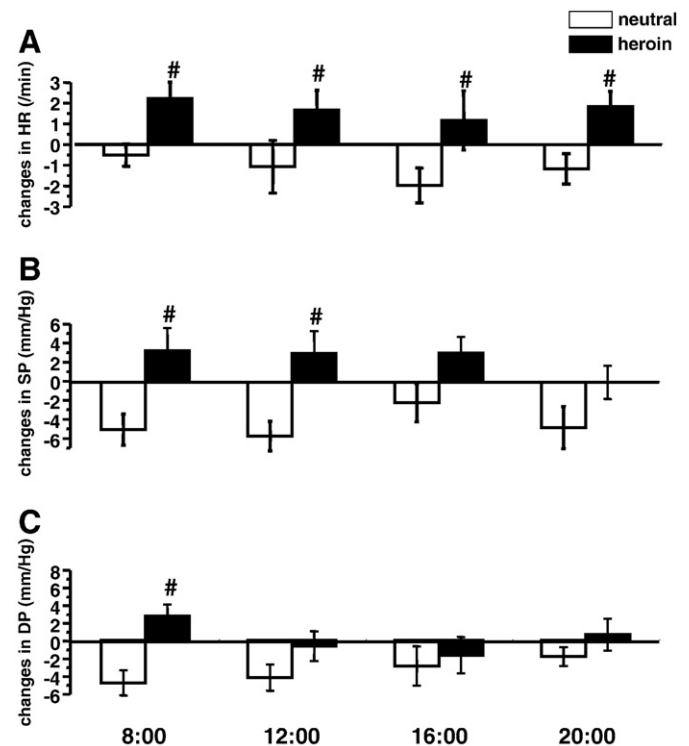 neutral
heroin
A
changes in HR (/min)
3
2
1
0
-1
-2
-3
# # # #
B
changes in SP (mm/Hg)
6
4
2
0
-2
-4
-6
# #
C
changes in DP (mm/Hg)
8
6
4
2
0
-2
-4
-6
#
8:00 12:00 16:00 20:00